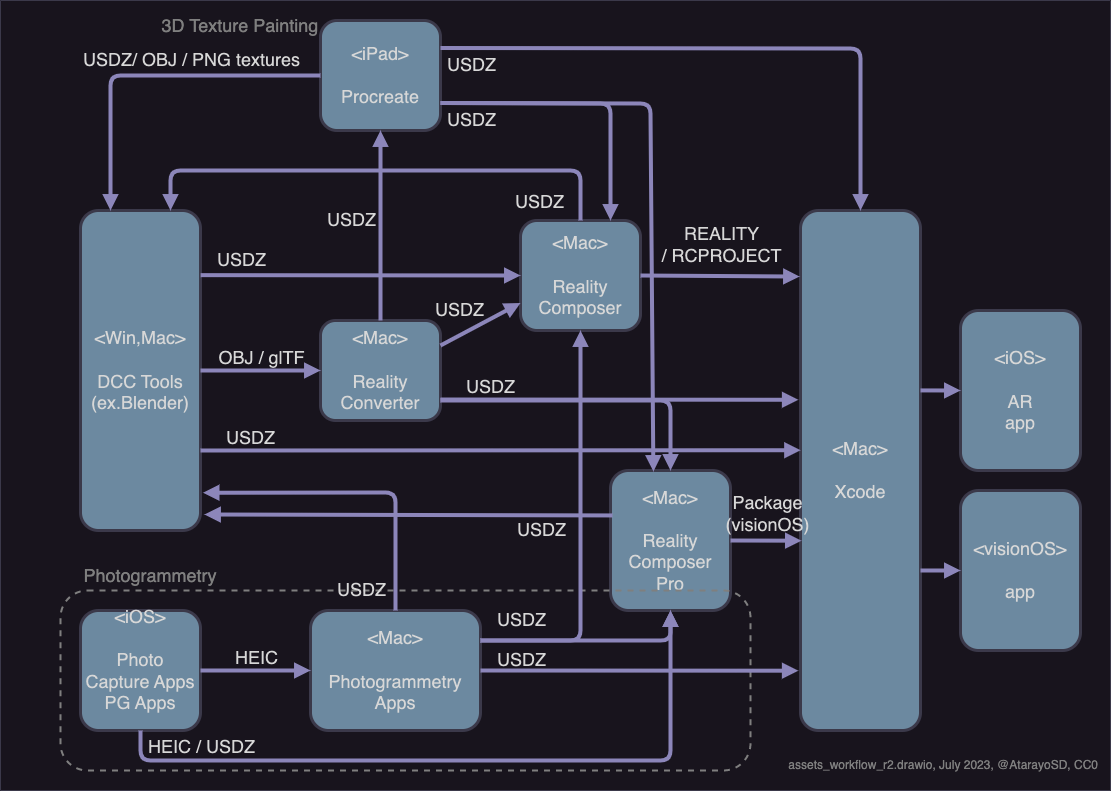 3D Texture Painting
USDZ/ OBJ / PNG textures
<iPad>
Procreate
USDZ
USDZ
USDZ
USDZ
<Mac>
Reality
Composer
REALITY
/ RCPROJECT
USDZ
USDZ
<Win,Mac>
DCC Tools
(ex.Blender)
OBJ / glTF
<Mac>
Reality
Converter
USDZ
USDZ
<iOS>
AR
app
<Mac>
Xcode
<Mac>
Reality
Composer
Pro
Package
(visionOS)
USDZ
<visionOS>
app
Photogrammetry
USDZ
<iOS>
Photo
Capture Apps
PG Apps
HEIC
<Mac>
Photogrammetry
Apps
USDZ
USDZ
HEIC / USDZ
assets_workflow_r2.drawio, July 2023, @AtarayoSD, CC0